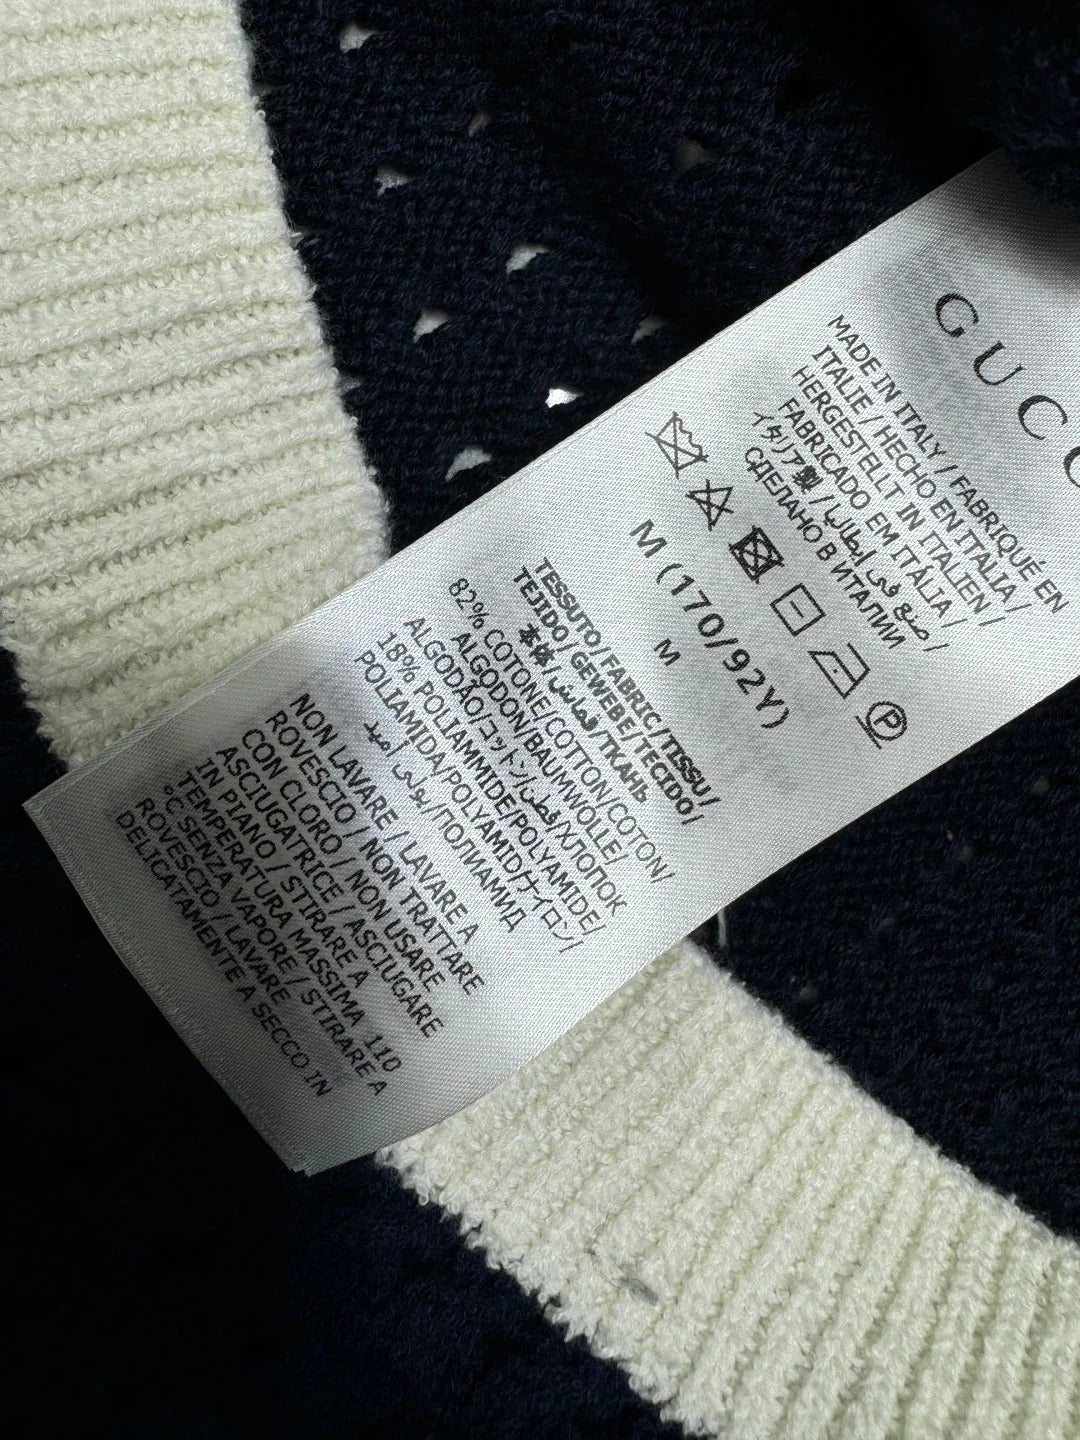 GUCC
MADE IN ITALY / FABRIQUÉ EN
ITALIE / HECHO EN ITALIA /
HERGESTELLT IN ITALIEN /
FABRICADO EM ITÁLIA /
イタリア製 / صنع في إيطاليا /
СДЕЛАНО В ИТАЛИИ
P
M (170/92Y)
M
TESSUTO/FABRIC/TISSU/
TEJIDO/GEWEBE/TECIDO/
本体/قماش/ТКАНЬ
82% COTONE/COTTON/COTON/
ALGODON/BAUMWOLLE/
ALGODÃO/コットン/قطن/ХЛОПОК
18% POLIAMMIDE/POLYAMIDE/
POLIAMIDA/POLYAMID/ナイロン/
بولي أميد/ПОЛИАМИД
NON LAVARE / LAVARE A
ROVESCIO / NON TRATTARE
CON CLORO / NON USARE
ASCIUGATRICE / ASCIUGARE
IN PIANO / STIRARE A
TEMPERATURA MASSIMA 110
°C SENZA VAPORE / STIRARE A
ROVESCIO / LAVARE
DELICATAMENTE A SECCO IN